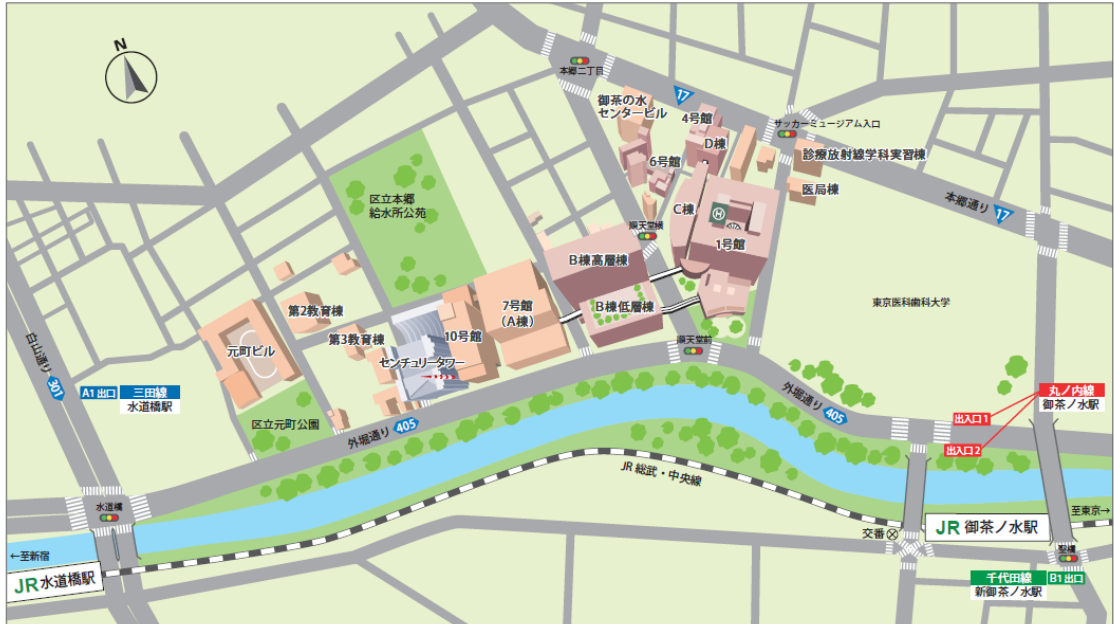 N
本郷二丁目
17
御茶の水
センタービル
4号館
D棟
6号館
サッカーミュージアム入口
診療放射線学科実習棟
医局棟
本郷通り
17
区立本郷
給水所公苑
C棟
H
1号館
順天堂横
B棟高層棟
B棟低層棟
7号館
(A棟)
10号館
第2教育棟
第3教育棟
センチュリータワー
元町ビル
東京医科歯科大学
順天堂前
白山通り
301
A1 出口
三田線
水道橋駅
区立元町公園
外堀通り
405
外堀通り
405
丸ノ内線
御茶ノ水駅
出入口1
出入口2
JR 総武・中央線
水道橋
←至新宿
JR 水道橋駅
交番
JR 御茶ノ水駅
至東京→
聖橋
千代田線
新御茶ノ水駅
B1 出口